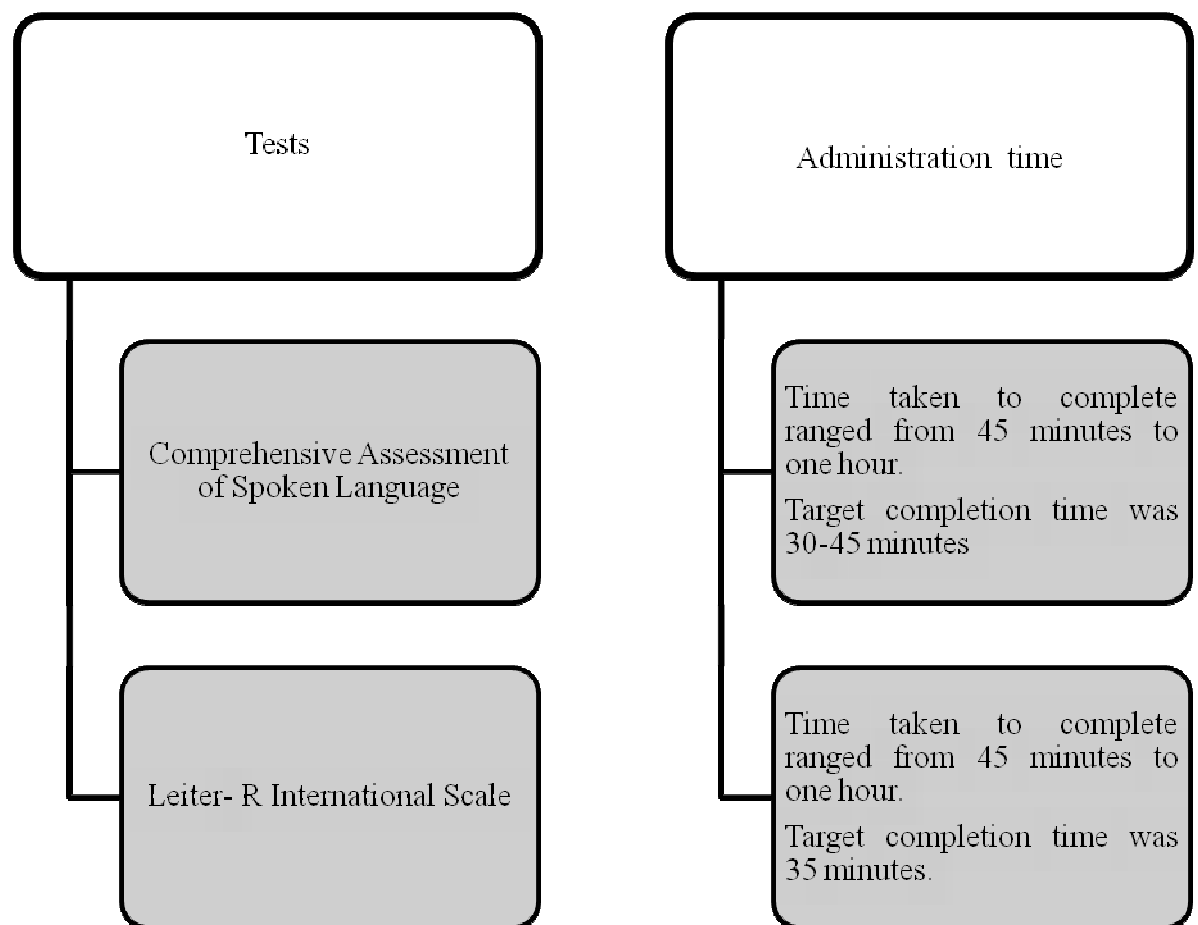 Tests
Administration time
Comprehensive Assessment
of Spoken Language
Time taken to complete
ranged from 45 minutes to
one hour.
Target completion time was
30-45 minutes
Leiter- R International Scale
Time taken to complete
ranged from 45 minutes to
one hour.
Target completion time was
35 minutes.